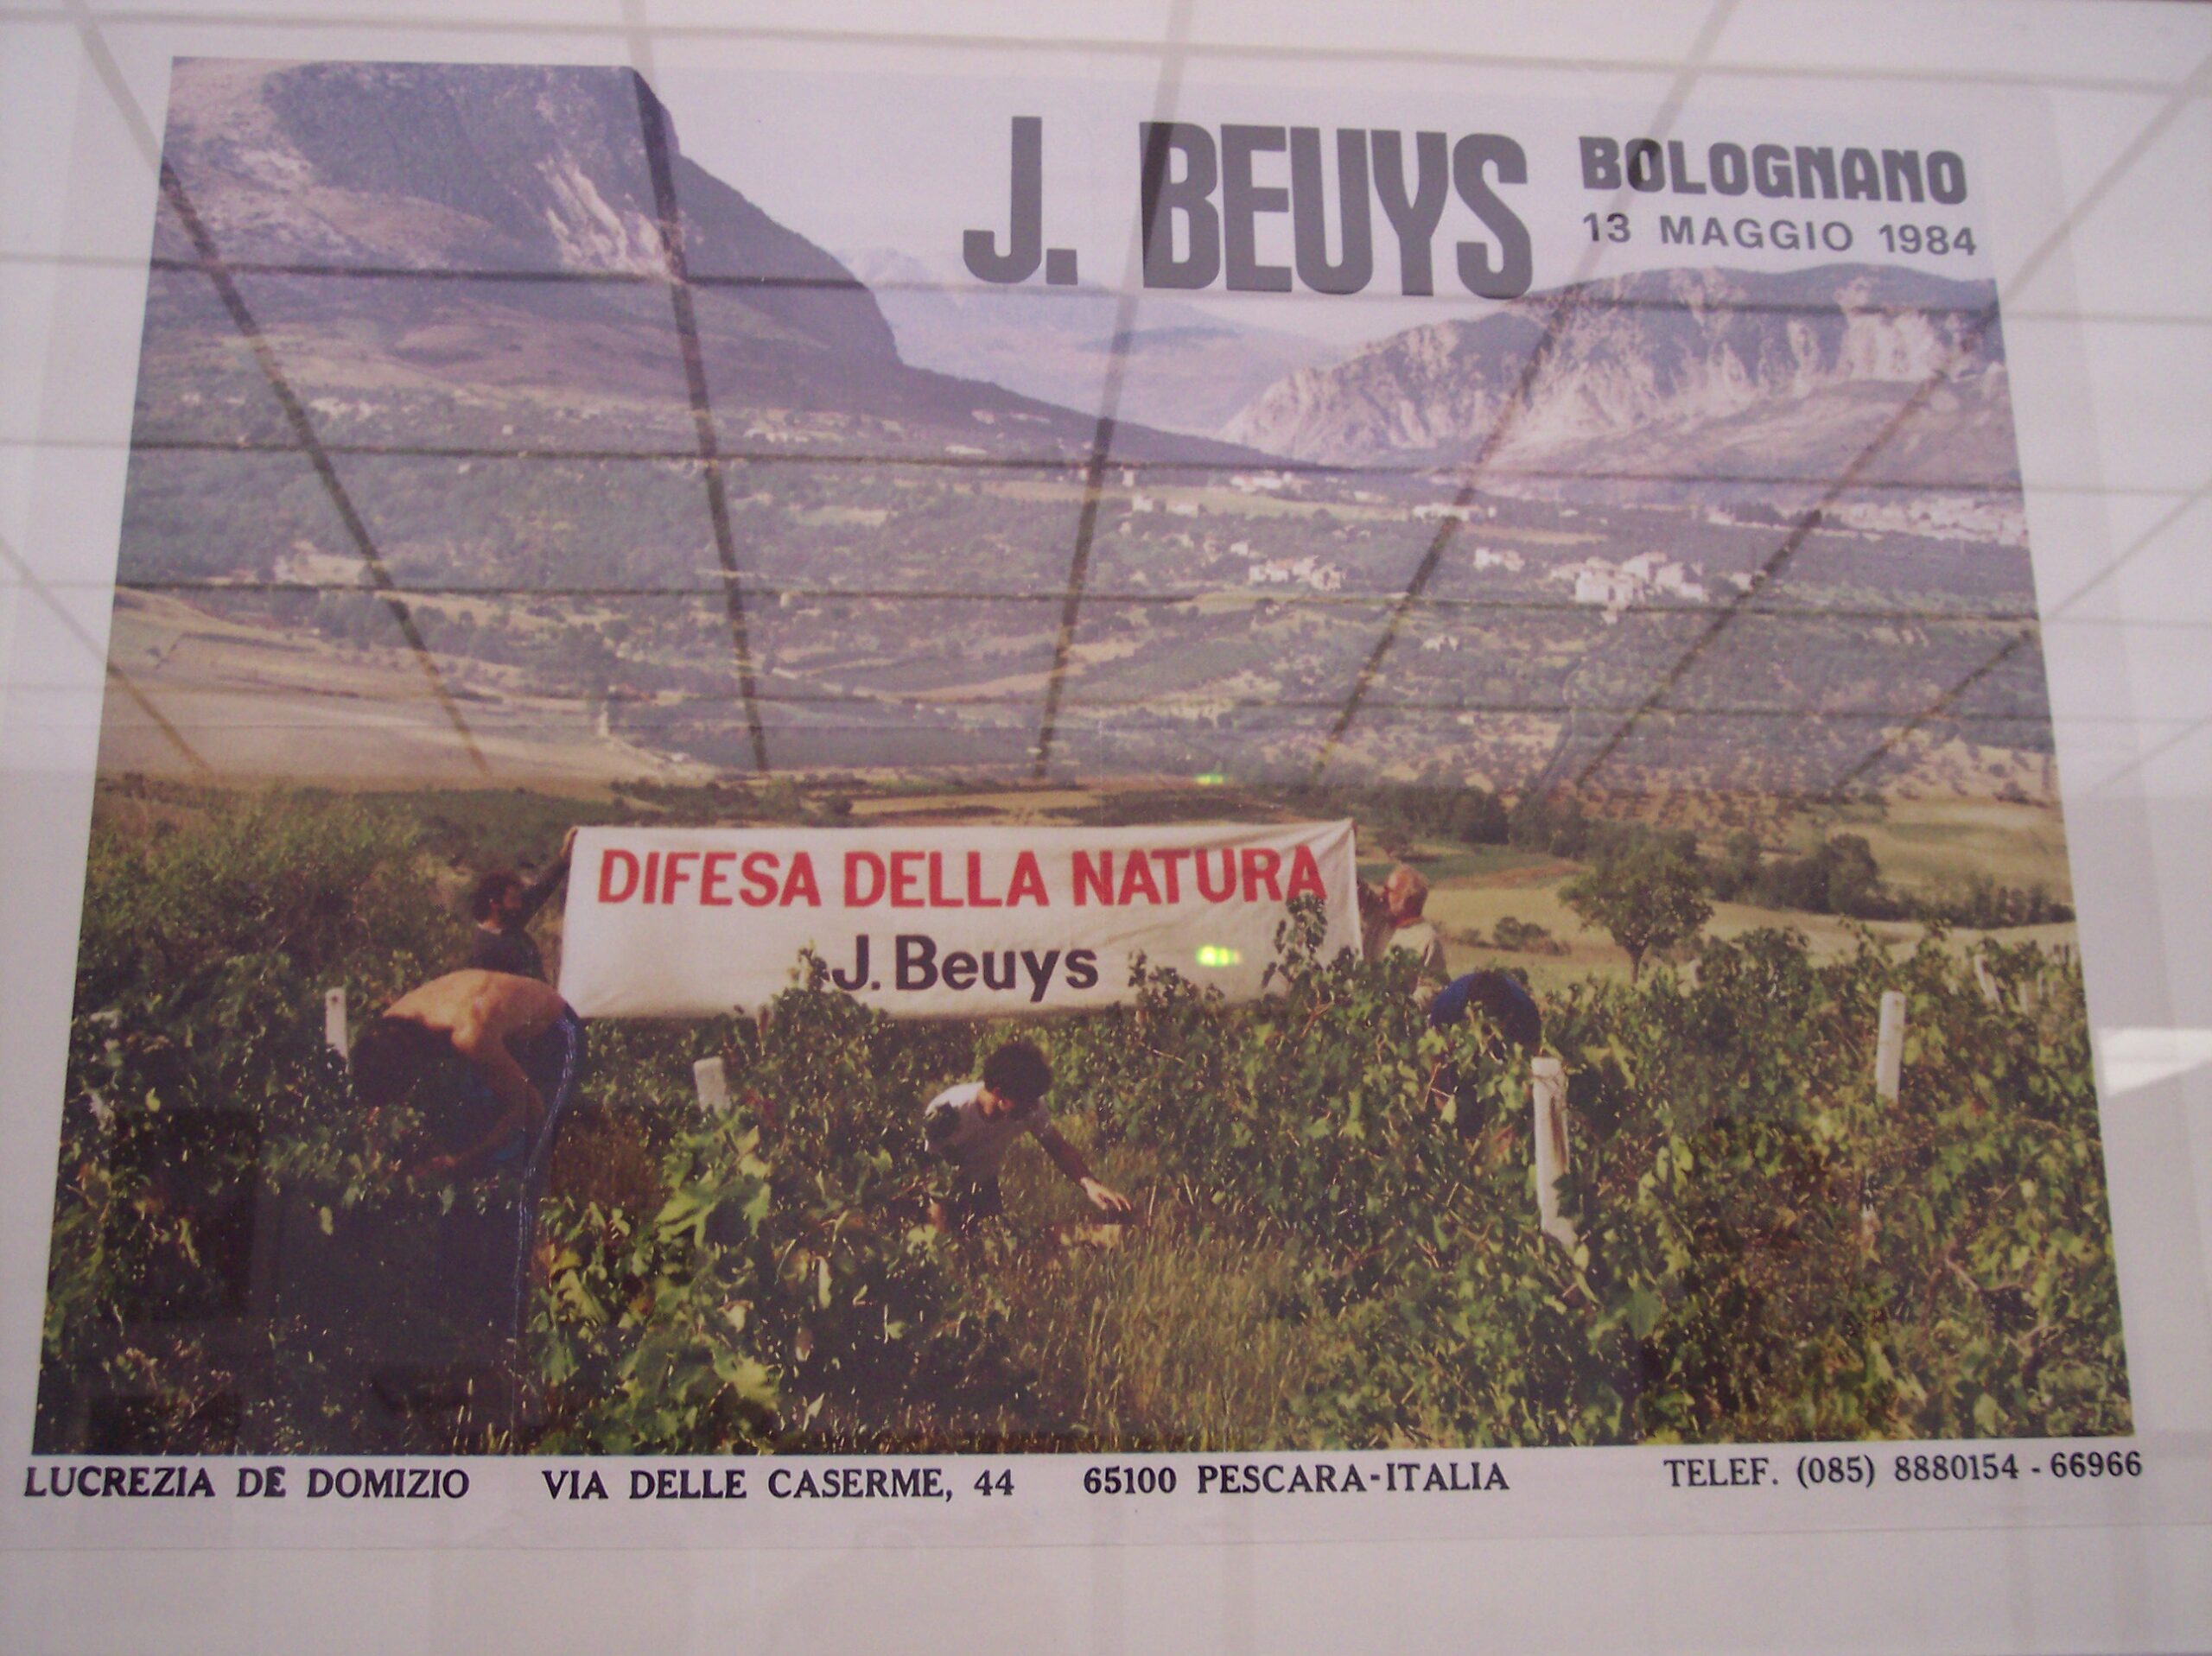 J. BEUYS
BOLOGNANO
13 MAGGIO 1984
DIFESA DELLA NATURA
J. Beuys
LUCREZIA DE DOMIZIO VIA DELLE CASERME, 44 65100 PESCARA-ITALIA TELEF. (085) 8880154 - 66966